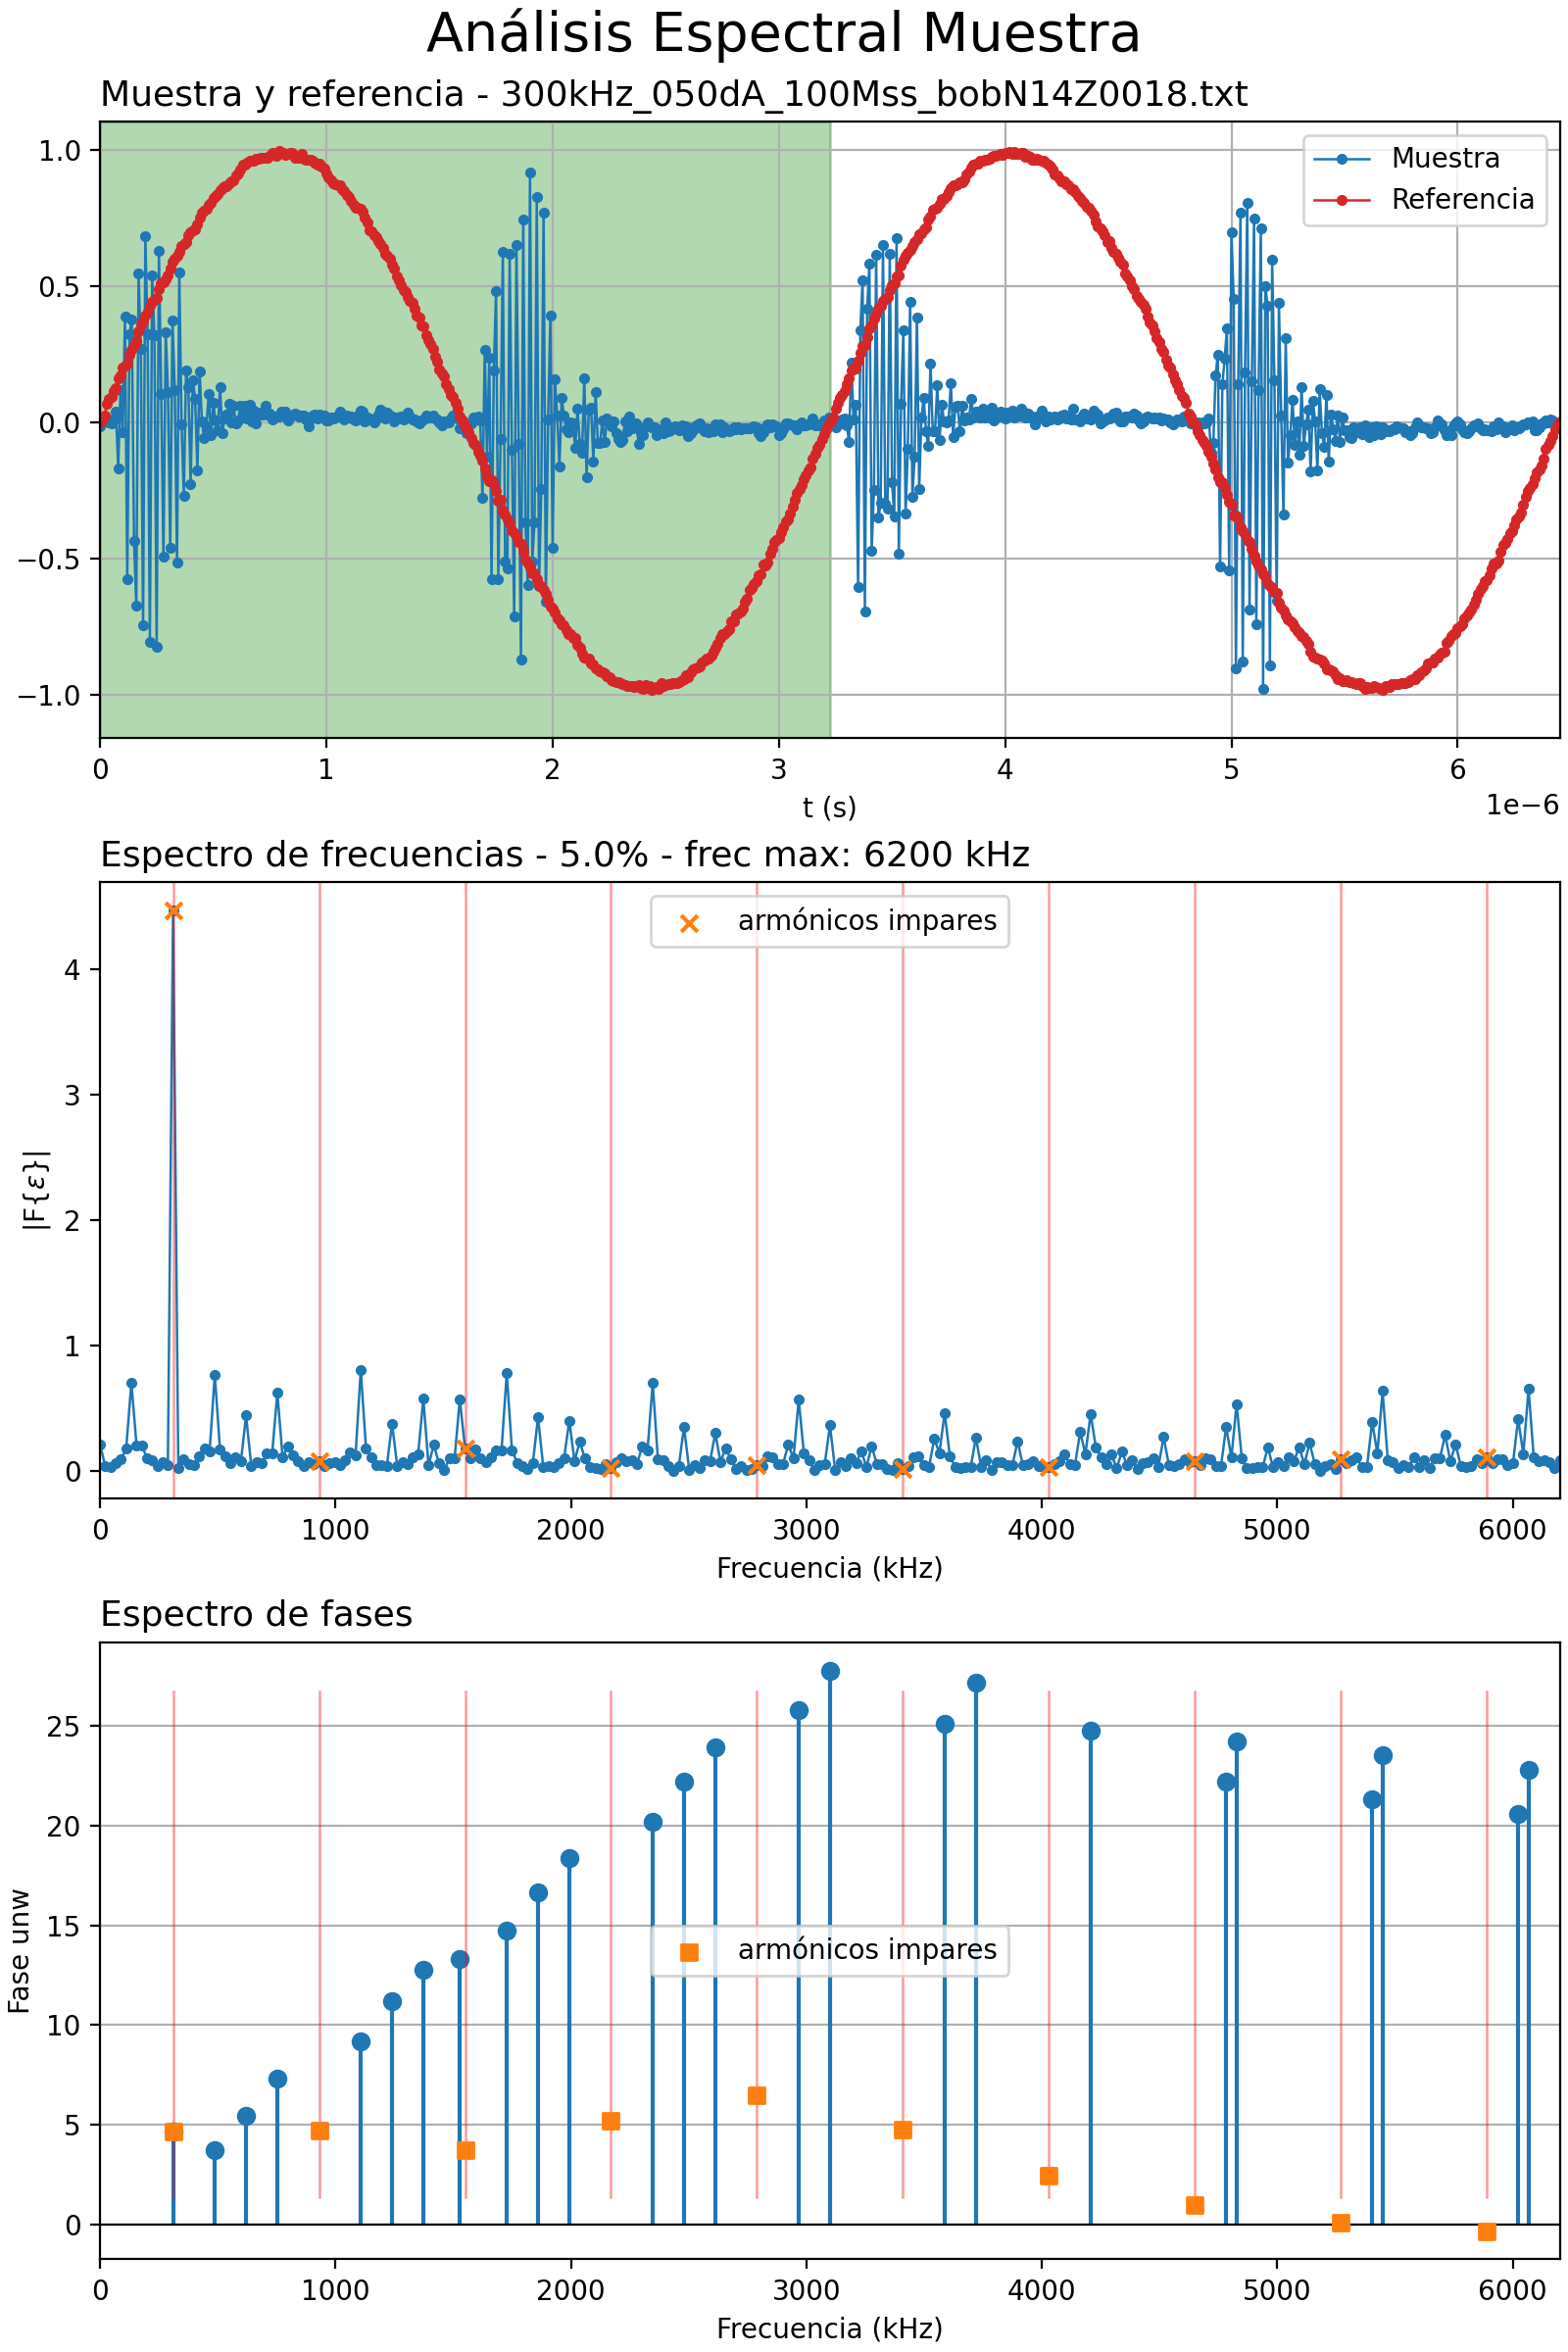 Análisis Espectral Muestra
Muestra y referencia - 300kHz_050dA_100Mss_bobN14Z0018.txt
1.0
0.5
0.0
−0.5
−1.0
Muestra
Referencia
0 1 2 3 4 5 6
t (s)
1e−6
Espectro de frecuencias - 5.0% - frec max: 6200 kHz
armónicos impares
4
3
2
1
0
|F{ε}|
0 1000 2000 3000 4000 5000 6000
Frecuencia (kHz)
Espectro de fases
25
20
15
10
5
0
Fase unw
armónicos impares
0 1000 2000 3000 4000 5000 6000
Frecuencia (kHz)